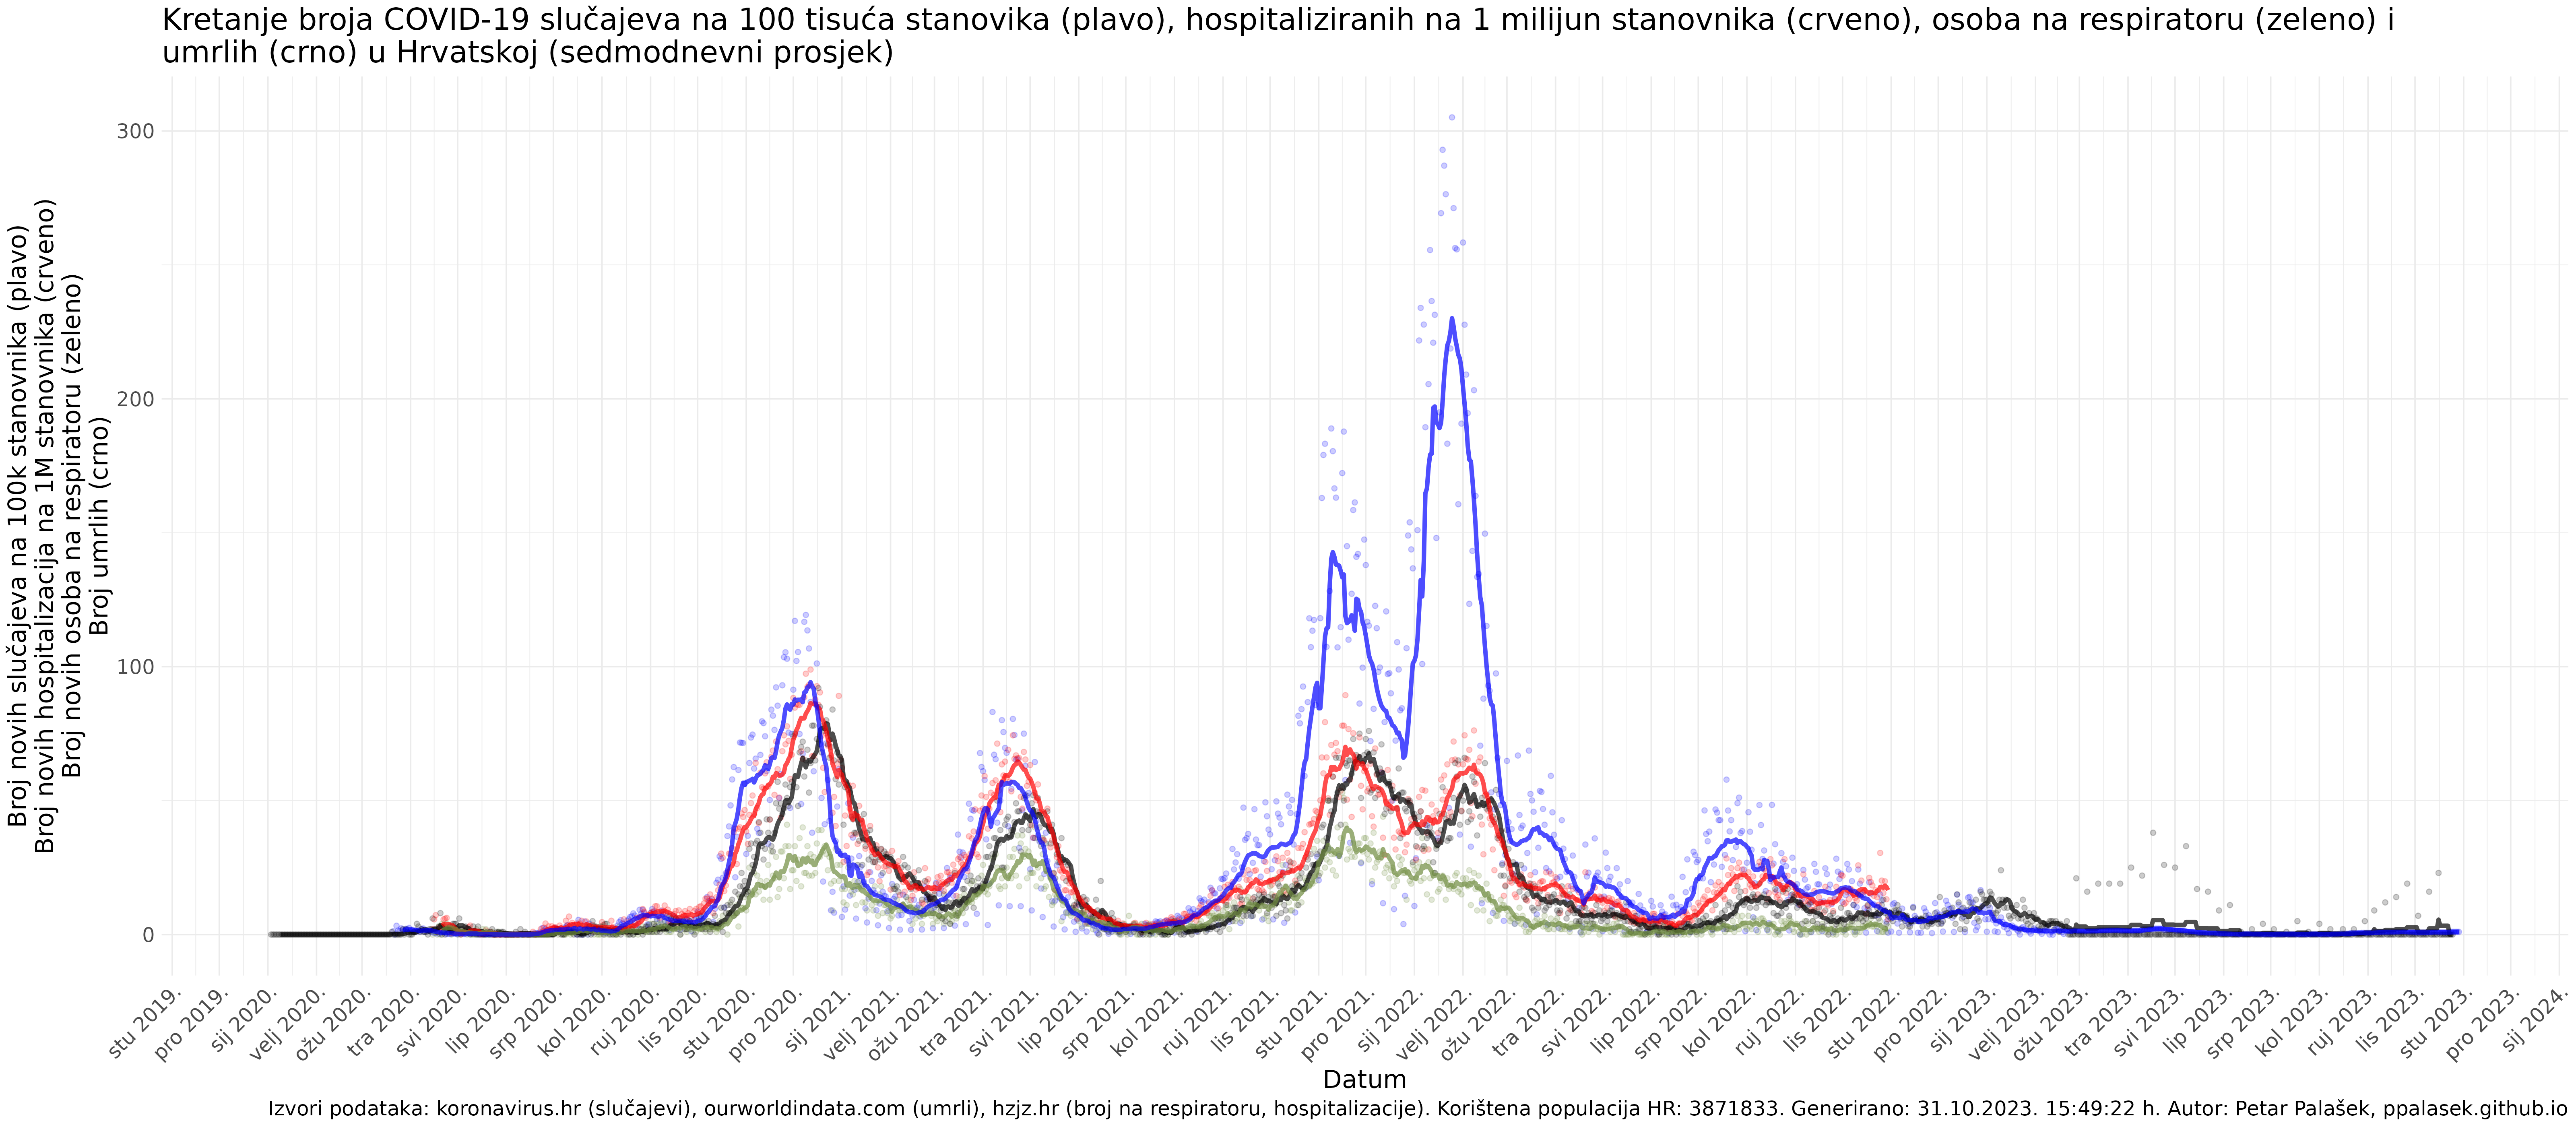 Kretanje broja COVID-19 slučajeva na 100 tisuća stanovika (plavo), hospitaliziranih na 1 milijun stanovnika (crveno), osoba na respiratoru (zeleno) i
umrlih (crno) u Hrvatskoj (sedmodnevni prosjek)
Broj novih slučajeva na 100k stanovnika (plavo)
Broj novih hospitalizacija na 1M stanovnika (crveno)
Broj novih osoba na respiratoru (zeleno)
Broj umrlih (crno)
300
200
100
0
stu 2019.
pro 2019.
sij 2020.
velj 2020.
ožu 2020.
tra 2020.
svi 2020.
lip 2020.
srp 2020.
kol 2020.
ruj 2020.
lis 2020.
stu 2020.
pro 2020.
sij 2021.
velj 2021.
ožu 2021.
tra 2021.
svi 2021.
lip 2021.
srp 2021.
kol 2021.
ruj 2021.
lis 2021.
stu 2021.
pro 2021.
sij 2022.
velj 2022.
ožu 2022.
tra 2022.
svi 2022.
lip 2022.
srp 2022.
kol 2022.
ruj 2022.
lis 2022.
stu 2022.
pro 2022.
sij 2023.
velj 2023.
ožu 2023.
tra 2023.
svi 2023.
lip 2023.
srp 2023.
kol 2023.
ruj 2023.
lis 2023.
stu 2023.
pro 2023.
sij 2024.
Datum
Izvori podataka: koronavirus.hr (slučajevi), ourworldindata.com (umrli), hzjz.hr (broj na respiratoru, hospitalizacije). Korištena populacija HR: 3871833. Generirano: 31.10.2023. 15:49:22 h. Autor: Petar Palašek, ppalasek.github.io